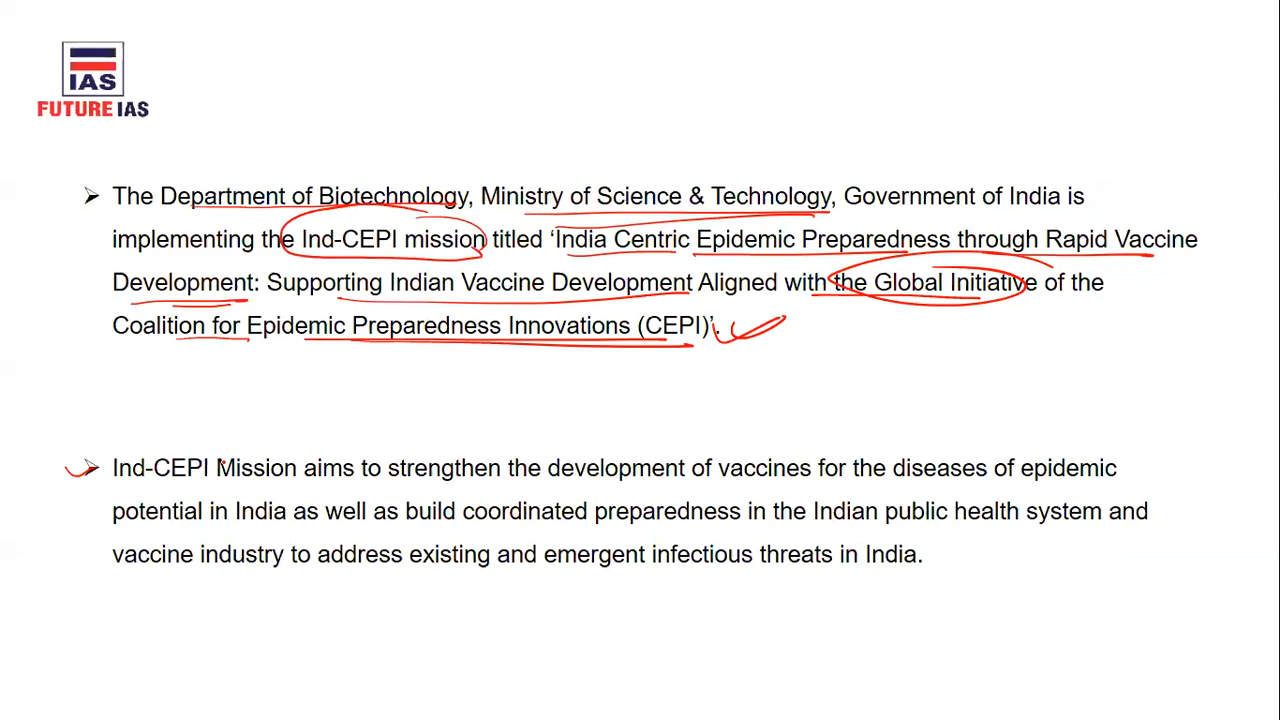 IAS
FUTURE IAS
The Department of Biotechnology, Ministry of Science & Technology, Government of India is
implementing the Ind-CEPI mission titled ‘India Centric Epidemic Preparedness through Rapid Vaccine
Development: Supporting Indian Vaccine Development Aligned with the Global Initiative of the
Coalition for Epidemic Preparedness Innovations (CEPI)’.
Ind-CEPI Mission aims to strengthen the development of vaccines for the diseases of epidemic
potential in India as well as build coordinated preparedness in the Indian public health system and
vaccine industry to address existing and emergent infectious threats in India.